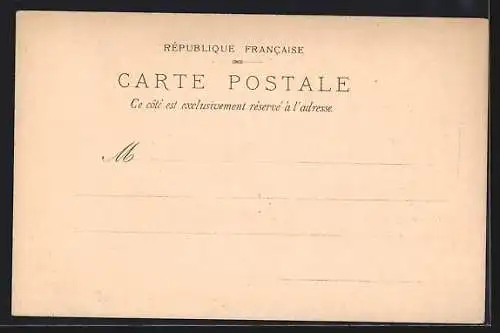 RÉPUBLIQUE FRANÇAISE
CARTE POSTALE
Ce côté est exclusivement réservé à l'adresse.
M